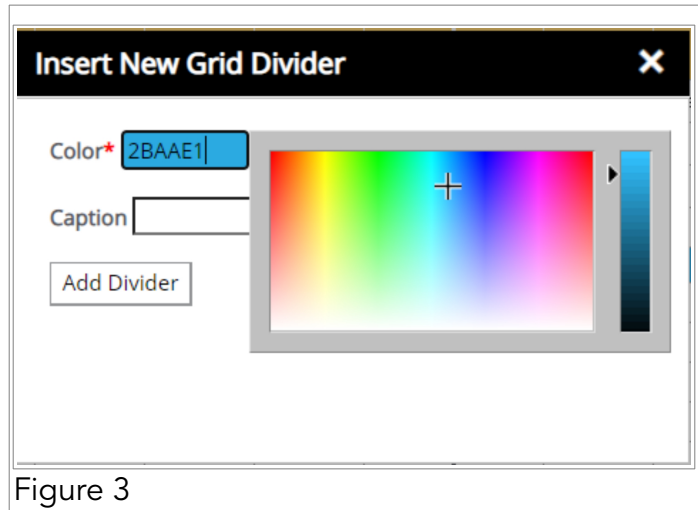 Insert New Grid Divider
Color* 2BAAE1
Caption
Add Divider
Figure 3